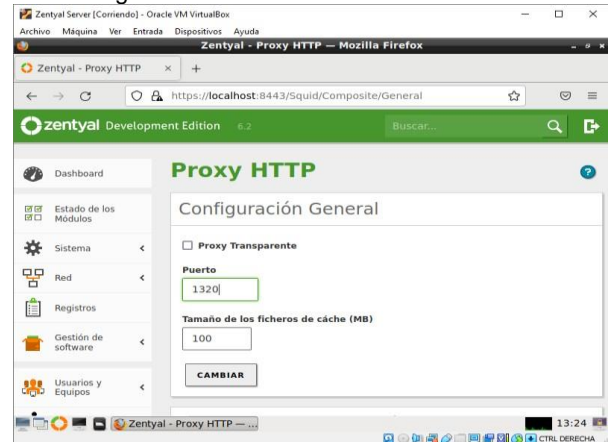 Zentyal Server [Corriendo] - Oracle VM VirtualBox
Archivo Máquina Ver Entrada Dispositivos Ayuda
Zentyal - Proxy HTTP — Mozilla Firefox
Zentyal - Proxy HTTP
https://localhost:8443/Squid/Composite/General
zentyal Development Edition 6.2 Buscar...
Dashboard
Proxy HTTP
Estado de los Módulos
Configuración General
Sistema
Proxy Transparente
Red
Puerto
1320
Registros
Tamaño de los ficheros de cáche (MB)
Gestión de software
100
Usuarios y Equipos
CAMBIAR
Zentyal - Proxy HTTP — ...
13:24
CTRL DERECHA